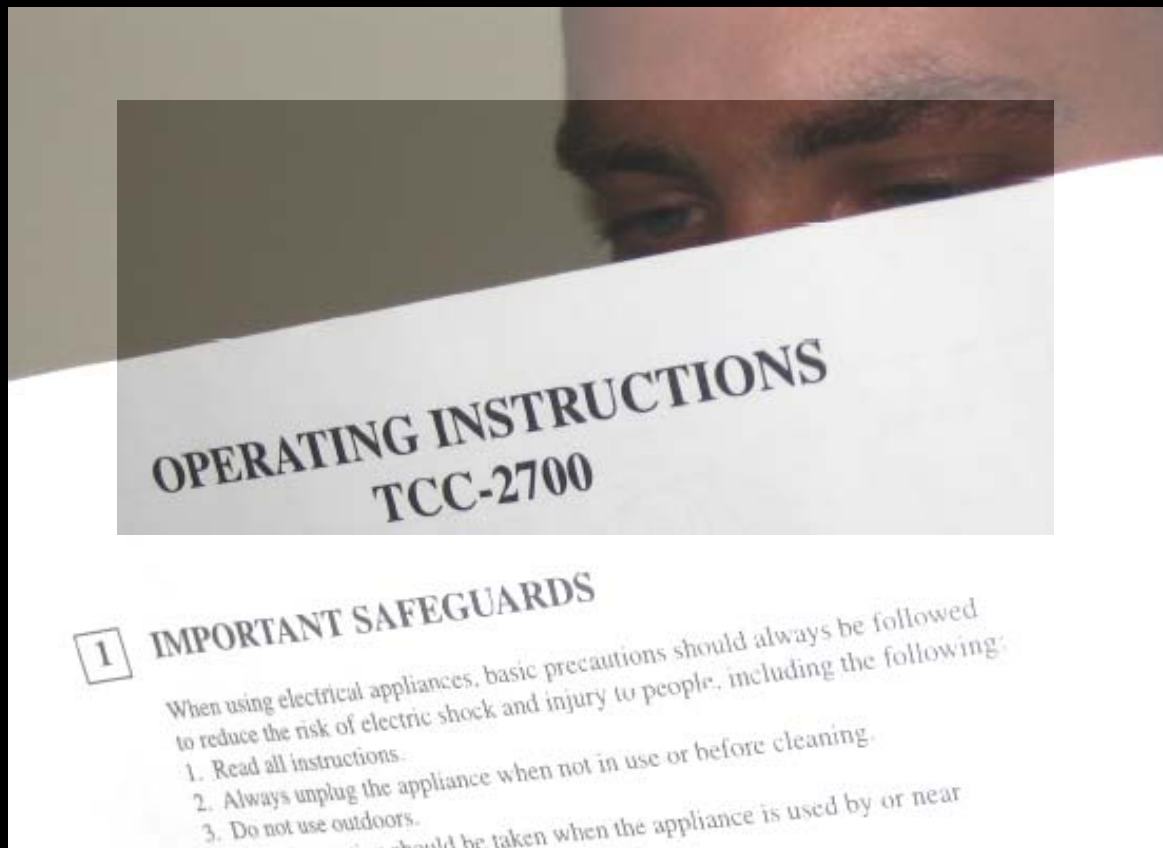 OPERATING INSTRUCTIONS
TCC-2700
1 IMPORTANT SAFEGUARDS
When using electrical appliances, basic precautions should always be followed
to reduce the risk of electric shock and injury to people, including the following:
1. Read all instructions.
2. Always unplug the appliance when not in use or before cleaning.
3. Do not use outdoors.
should be taken when the appliance is used by or near